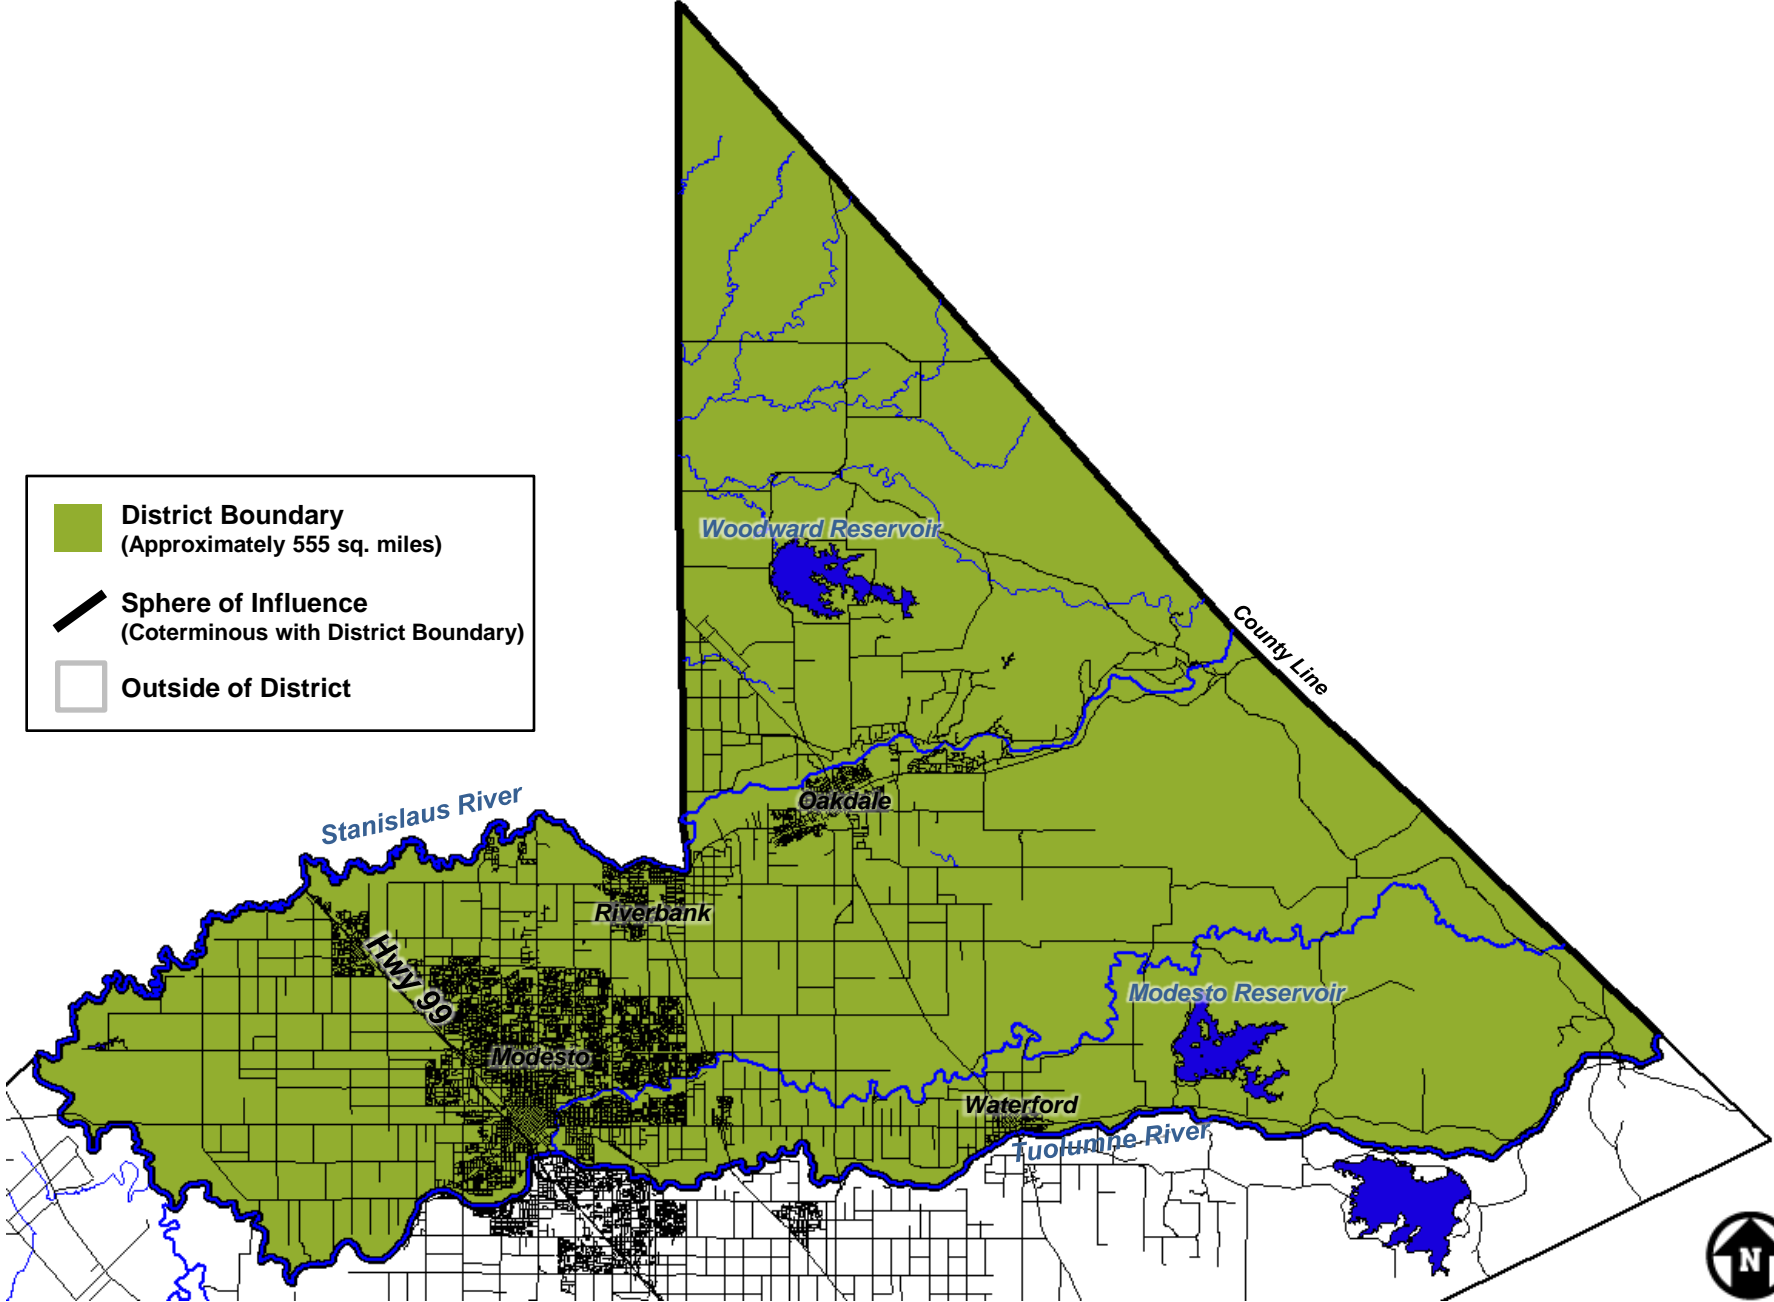 Woodward Reservoir
District Boundary
(Approximately 555 sq. miles)
Sphere of Influence
(Coterminous with District Boundary)
Outside of District
County Line
Stanislaus River
Oakdale
Riverbank
Hwy 99
Modesto Reservoir
Modesto
Waterford
Tuolumne River
N